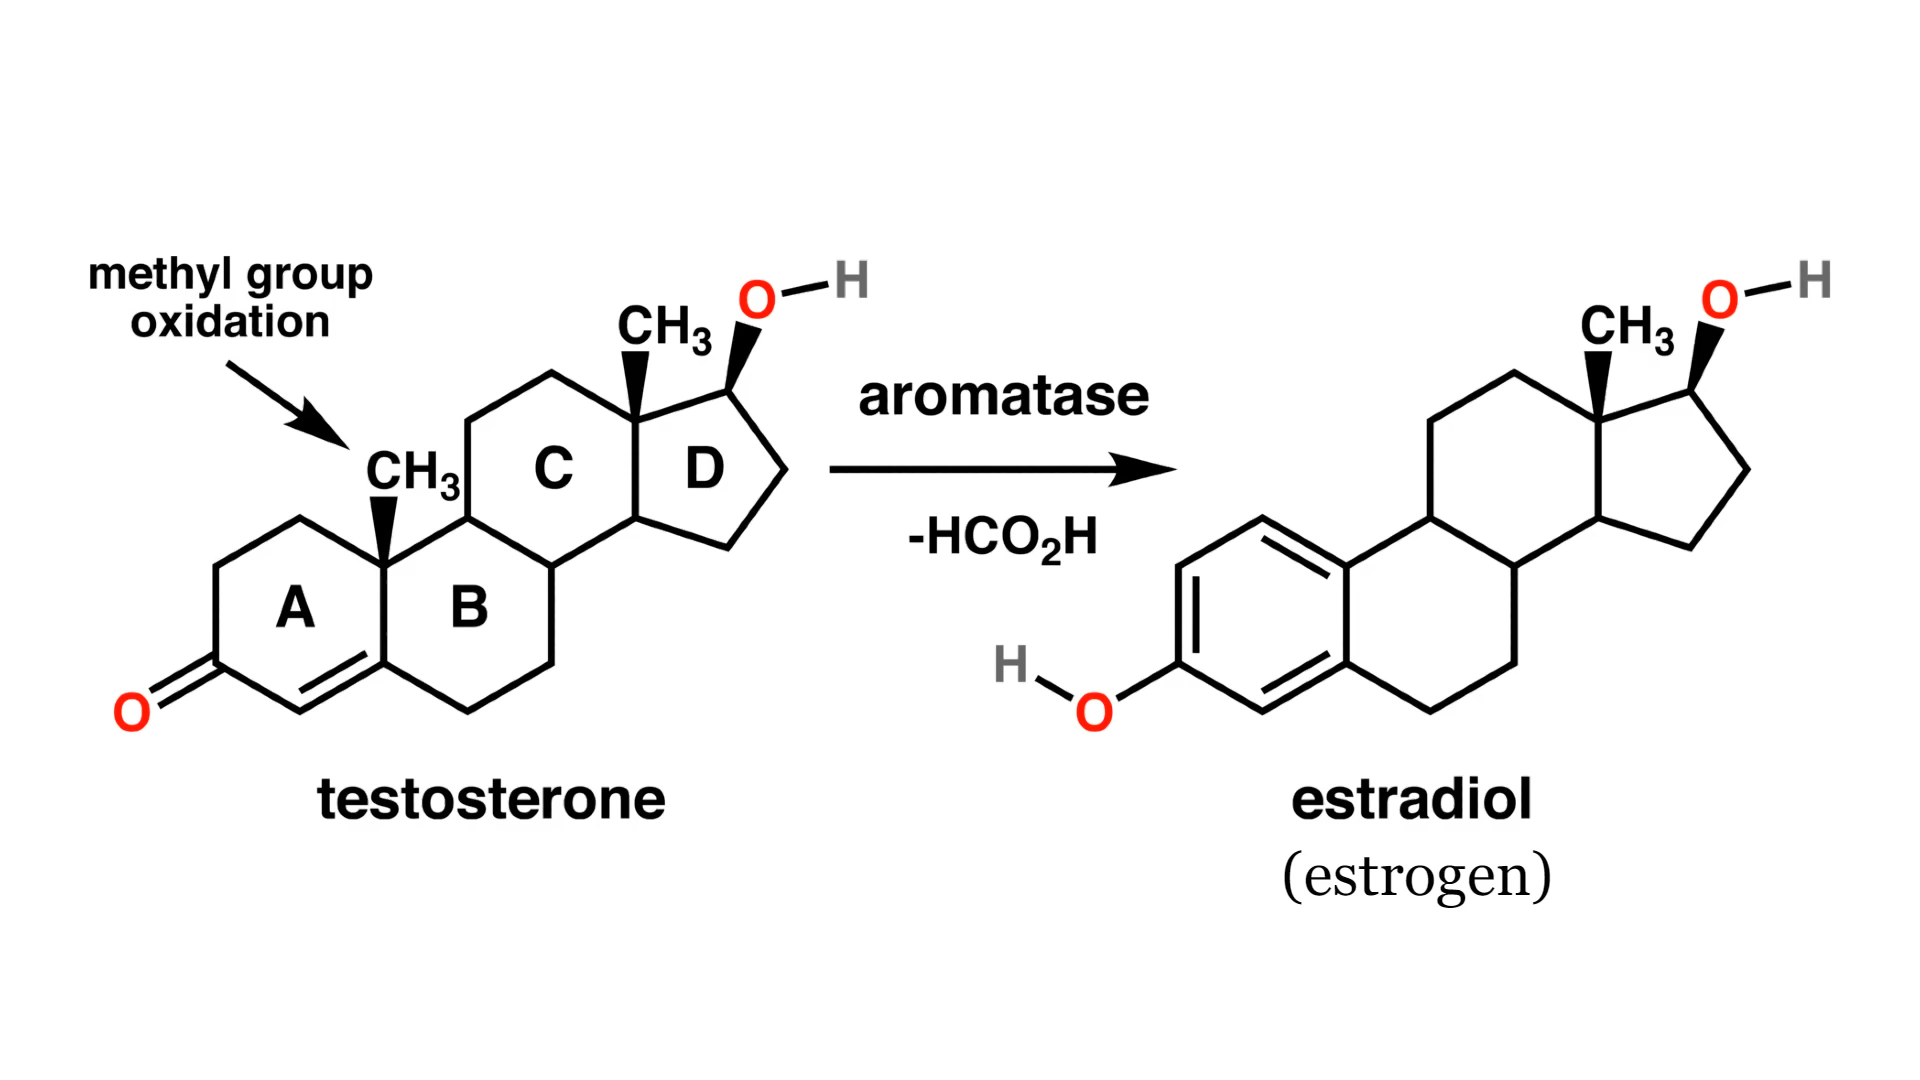 methyl group
oxidation
CH₃
CH₃
O
H
A
B
C
D
O
testosterone
aromatase
-HCO₂H
CH₃
O
H
H
O
estradiol
(estrogen)